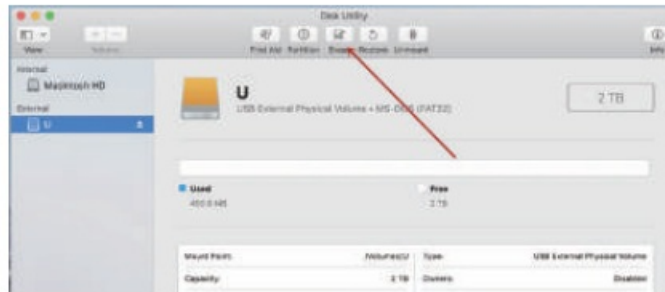 Disk Utility
View Volume First Aid Partition Erase Restore Unmount Info
Internal
Macintosh HD
External
U
U
USB External Physical Volume • MS-DOS (FAT32)
2 TB
Used
Free
2 TB
Mount Point: /Volumes/U Type: USB External Physical Volume
Capacity: 2 TB Owners: Disabled